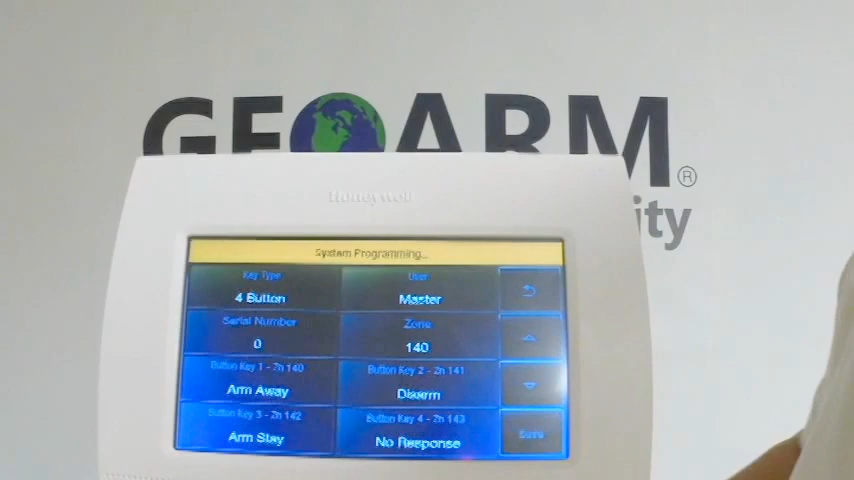 GEOARM®
ity
Honeywell
System Programming...
Key Type
4 Button
User
Master
Serial Number
0
Zone
140
Button Key 1 - Zn 140
Arm Away
Button Key 2 - Zn 141
Disarm
Button Key 3 - Zn 142
Arm Stay
Button Key 4 - Zn 143
No Response
Save